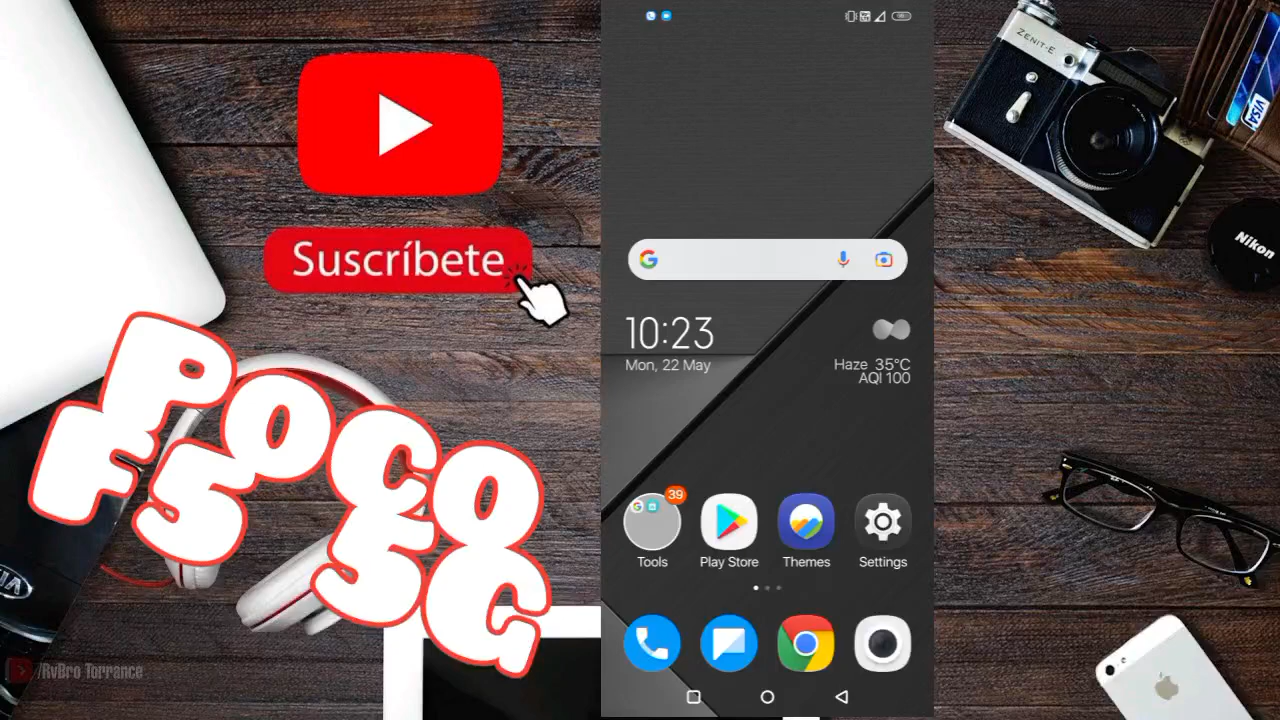 Suscríbete
POCO
F5 5G
10:23
Mon, 22 May
Haze 35°C
AQI 100
39
Tools
Play Store
Themes
Settings
ZENIT-E
VISA
Nikon
/RvBro Torrance